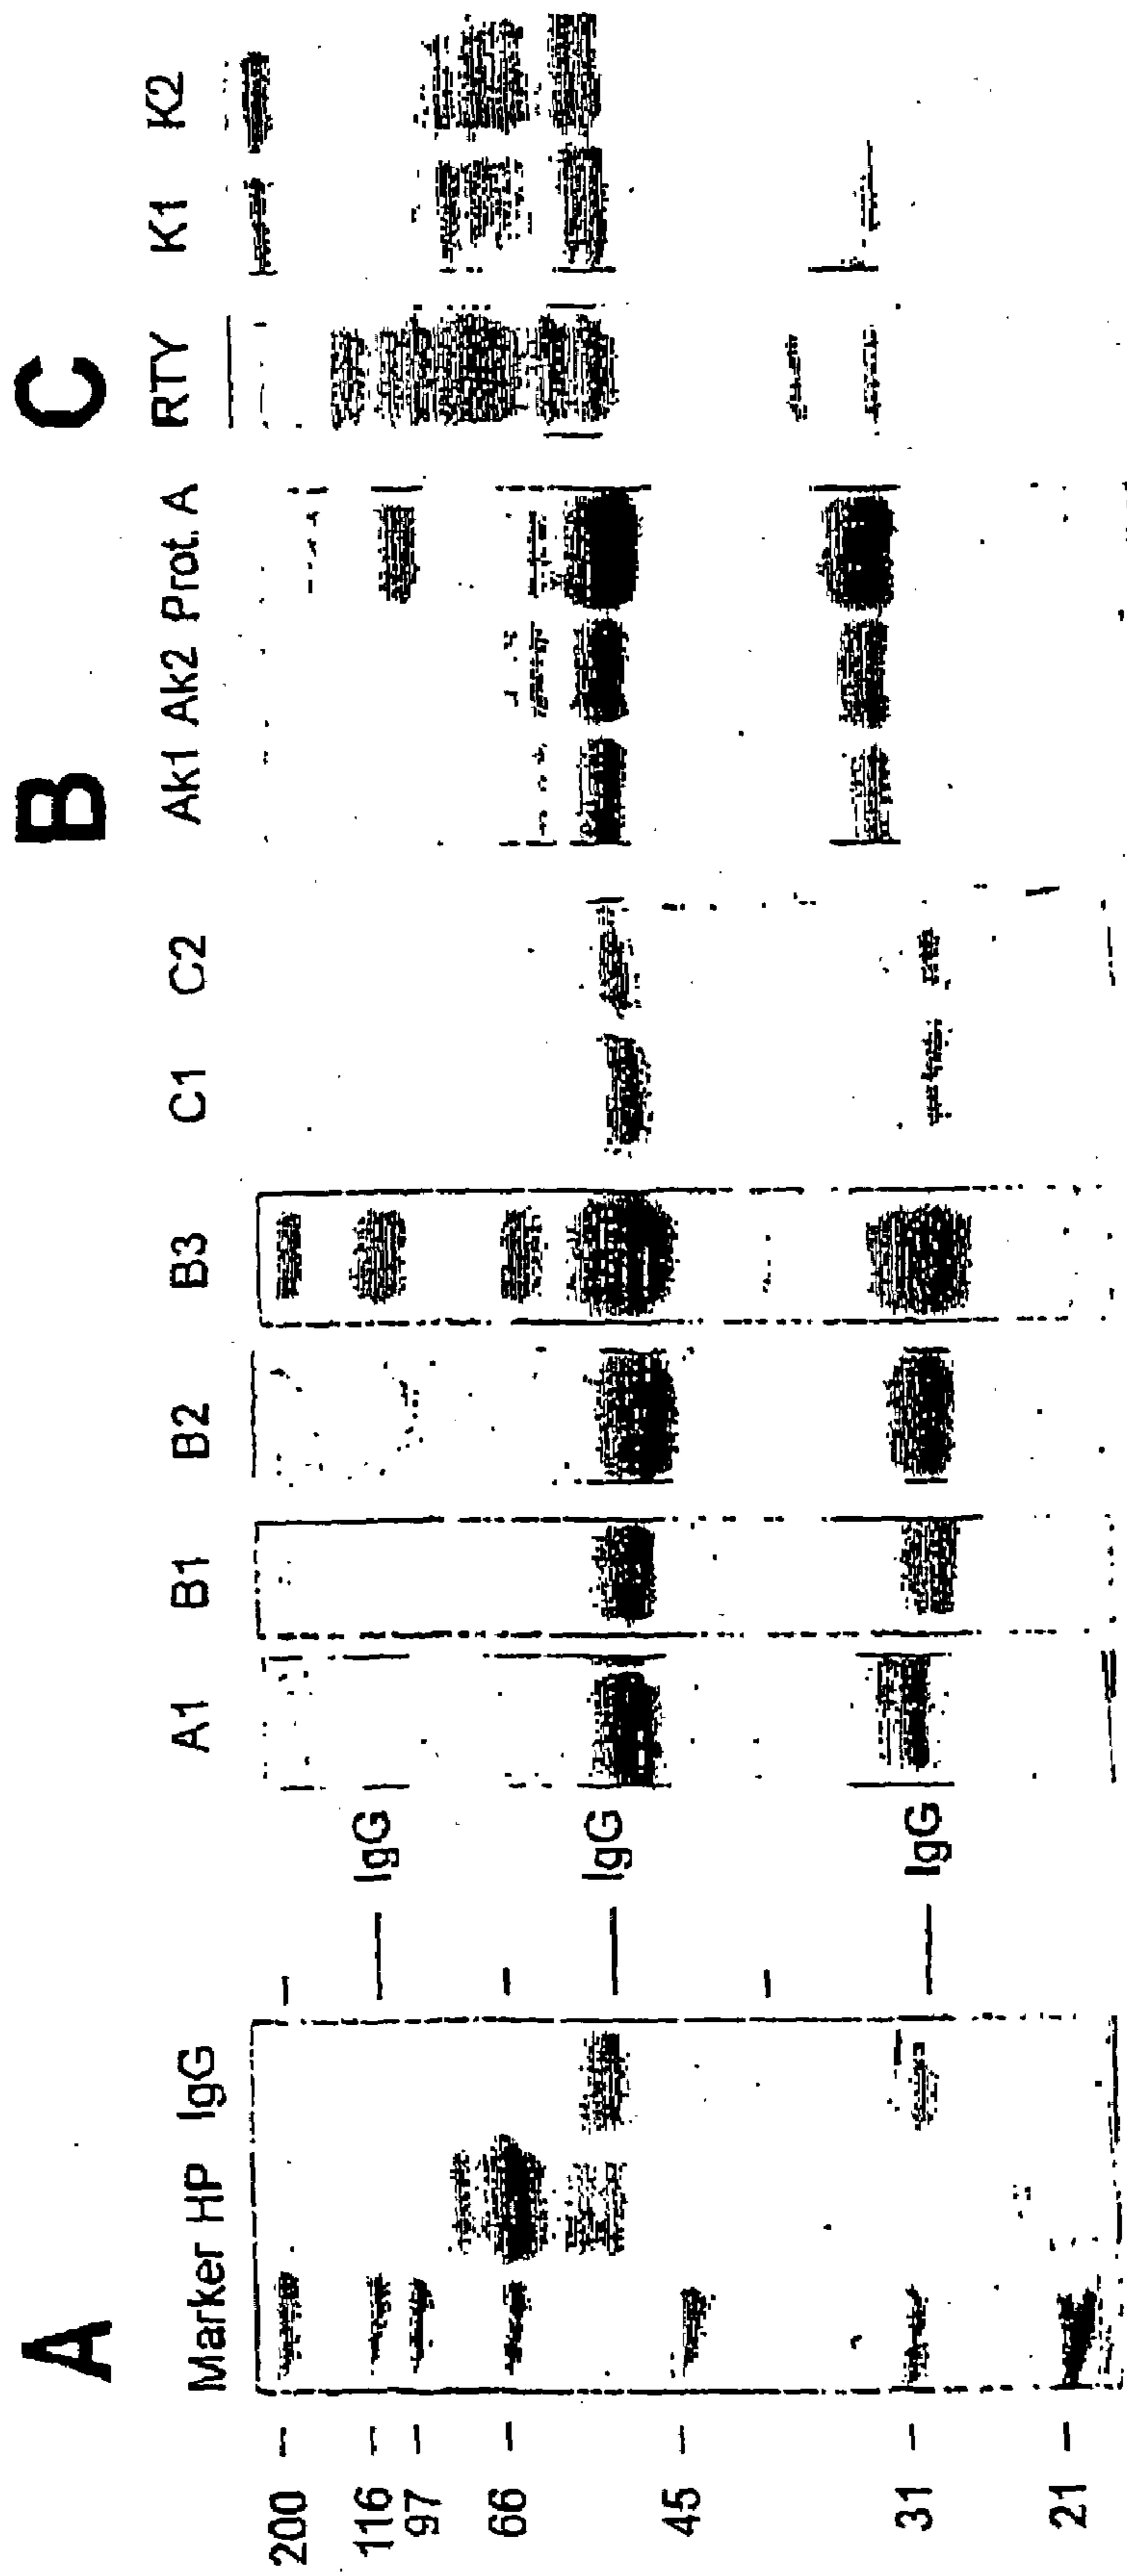 A B C
Marker HP IgG A1 B1 B2 B3 C1 C2 Ak1 Ak2 Prot. A RTY K1 K2
200
116 IgG
97
66
IgG
45
31 IgG
21